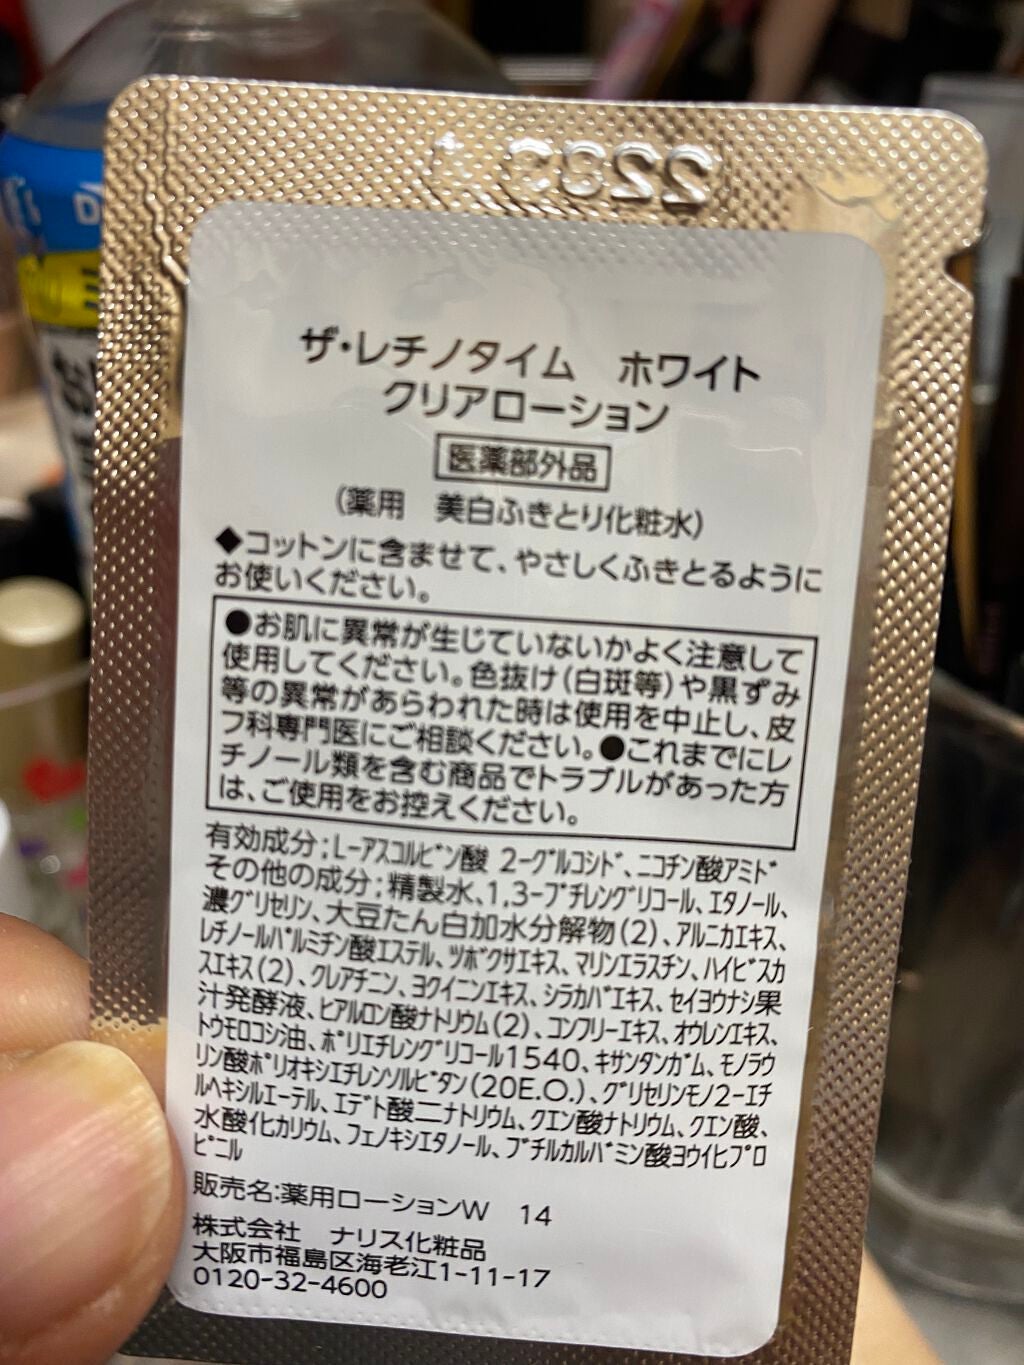 ザ・レチノタイム　ホワイト
クリアローション
医薬部外品
（薬用　美白ふきとり化粧水）
◆コットンに含ませて、やさしくふきとるように
お使いください。
●お肌に異常が生じていないかよく注意して
使用してください。色抜け（白斑等）や黒ずみ
等の異常があらわれた時は使用を中止し、皮
フ科専門医にご相談ください。●これまでにレ
チノール類を含む商品でトラブルがあった方
は、ご使用をお控えください。
有効成分；L-ｱｽｺﾙﾋﾞﾝ酸 2-ｸﾞﾙｺｼﾄﾞ、ﾆｺﾁﾝ酸ｱﾐﾄﾞ
その他の成分；精製水、1,3-ﾌﾞﾁﾚﾝｸﾞﾘｺｰﾙ、ｴﾀﾉｰﾙ、
濃ｸﾞﾘｾﾘﾝ、大豆たん白加水分解物(2)、ｱﾙﾆｶｴｷｽ、
ﾚﾁﾉｰﾙﾊﾟﾙﾐﾁﾝ酸ｴｽﾃﾙ、ﾂﾎﾞｸｻｴｷｽ、ﾏﾘﾝｴﾗｽﾁﾝ、ﾊｲﾋﾞｽｶ
ｽｴｷｽ(2)、ｸﾚｱﾁﾆﾝ、ﾖｸｲﾆﾝｴｷｽ、ｼﾗｶﾊﾞｴｷｽ、ｾｲﾖｳﾅｼ果
汁発酵液、ﾋｱﾙﾛﾝ酸ﾅﾄﾘｳﾑ(2)、ｺﾝﾌﾘｰｴｷｽ、ｵｳﾚﾝｴｷｽ、
ﾄｳﾓﾛｺｼ油、ﾎﾟﾘｴﾁﾚﾝｸﾞﾘｺｰﾙ1540、ｷｻﾝﾀﾝｶﾞﾑ、ﾓﾉﾗｳ
ﾘﾝ酸ﾎﾟﾘｵｷｼｴﾁﾚﾝｿﾙﾋﾞﾀﾝ(20E.O.)、ｸﾞﾘｾﾘﾝﾓﾉ2-ｴﾁ
ﾙﾍｷｼﾙｴｰﾃﾙ、ｴﾃﾞﾄ酸二ﾅﾄﾘｳﾑ、ｸｴﾝ酸ﾅﾄﾘｳﾑ、ｸｴﾝ酸、
水酸ｲﾋｶﾘｳﾑ、ﾌｪﾉｷｼｴﾀﾉｰﾙ、ﾌﾞﾁﾙｶﾙﾊﾞﾐﾝ酸ﾖｳｲﾋﾌﾟﾛ
ﾋﾟﾆﾙ
販売名：薬用ローションW　14
株式会社　ナリス化粧品
大阪市福島区海老江1-11-17
0120-32-4600